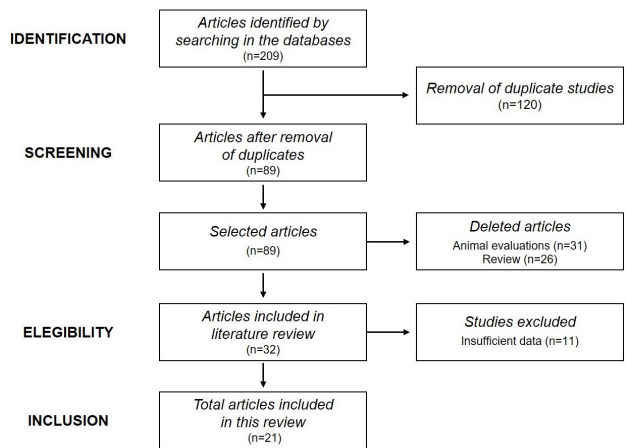 IDENTIFICATION
Articles identified by
searching in the databases
(n=209)
Removal of duplicate studies
(n=120)
SCREENING
Articles after removal
of duplicates
(n=89)
Selected articles
(n=89)
Deleted articles
Animal evaluations (n=31)
Review (n=26)
ELEGIBILITY
Articles included in
literature review
(n=32)
Studies excluded
Insufficient data (n=11)
INCLUSION
Total articles included
in this review
(n=21)